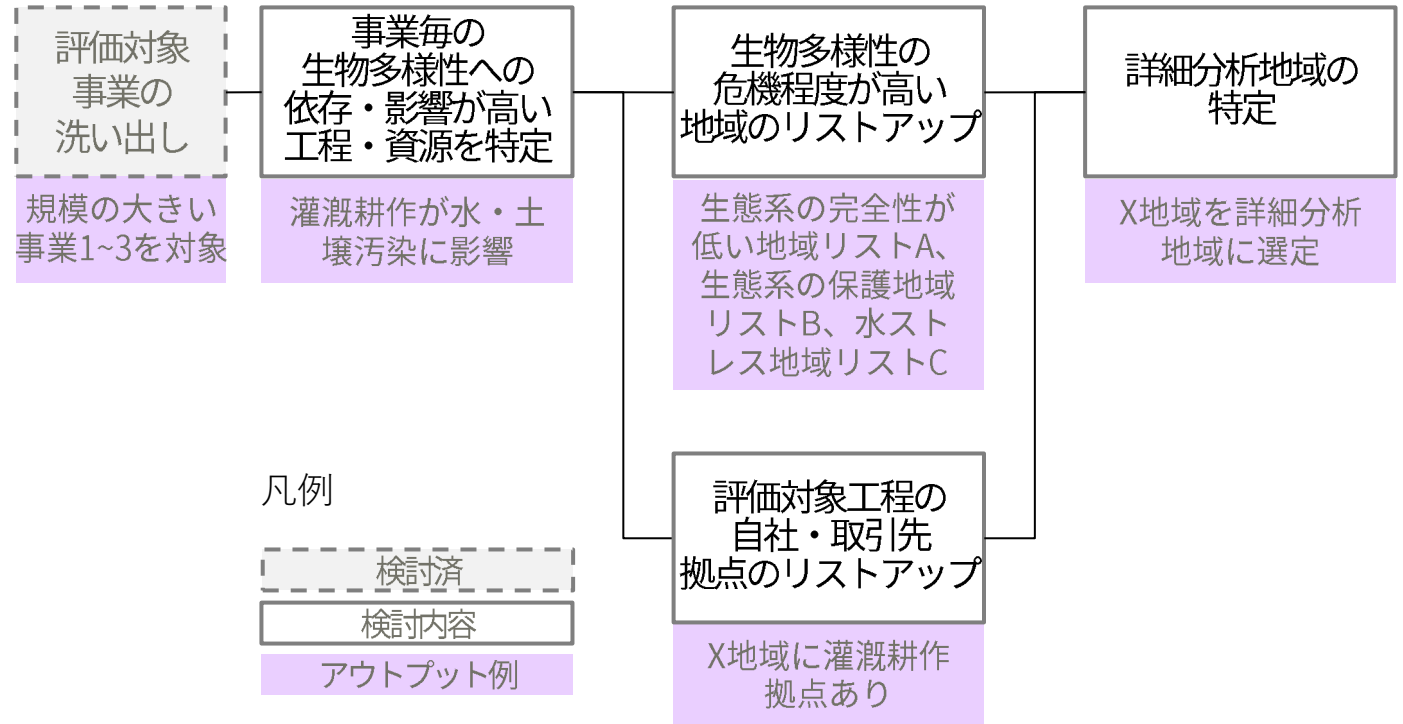 評価対象
事業の
洗い出し
規模の大きい
事業1~3を対象
事業毎の
生物多様性への
依存・影響が高い
工程・資源を特定
灌漑耕作が水・土
壌汚染に影響
生物多様性の
危機程度が高い
地域のリストアップ
生態系の完全性が
低い地域リストA、
生態系の保護地域
リストB、水スト
レス地域リストC
評価対象工程の
自社・取引先
拠点のリストアップ
X地域に灌漑耕作
拠点あり
詳細分析地域の
特定
X地域を詳細分析
地域に選定
凡例
検討済
検討内容
アウトプット例